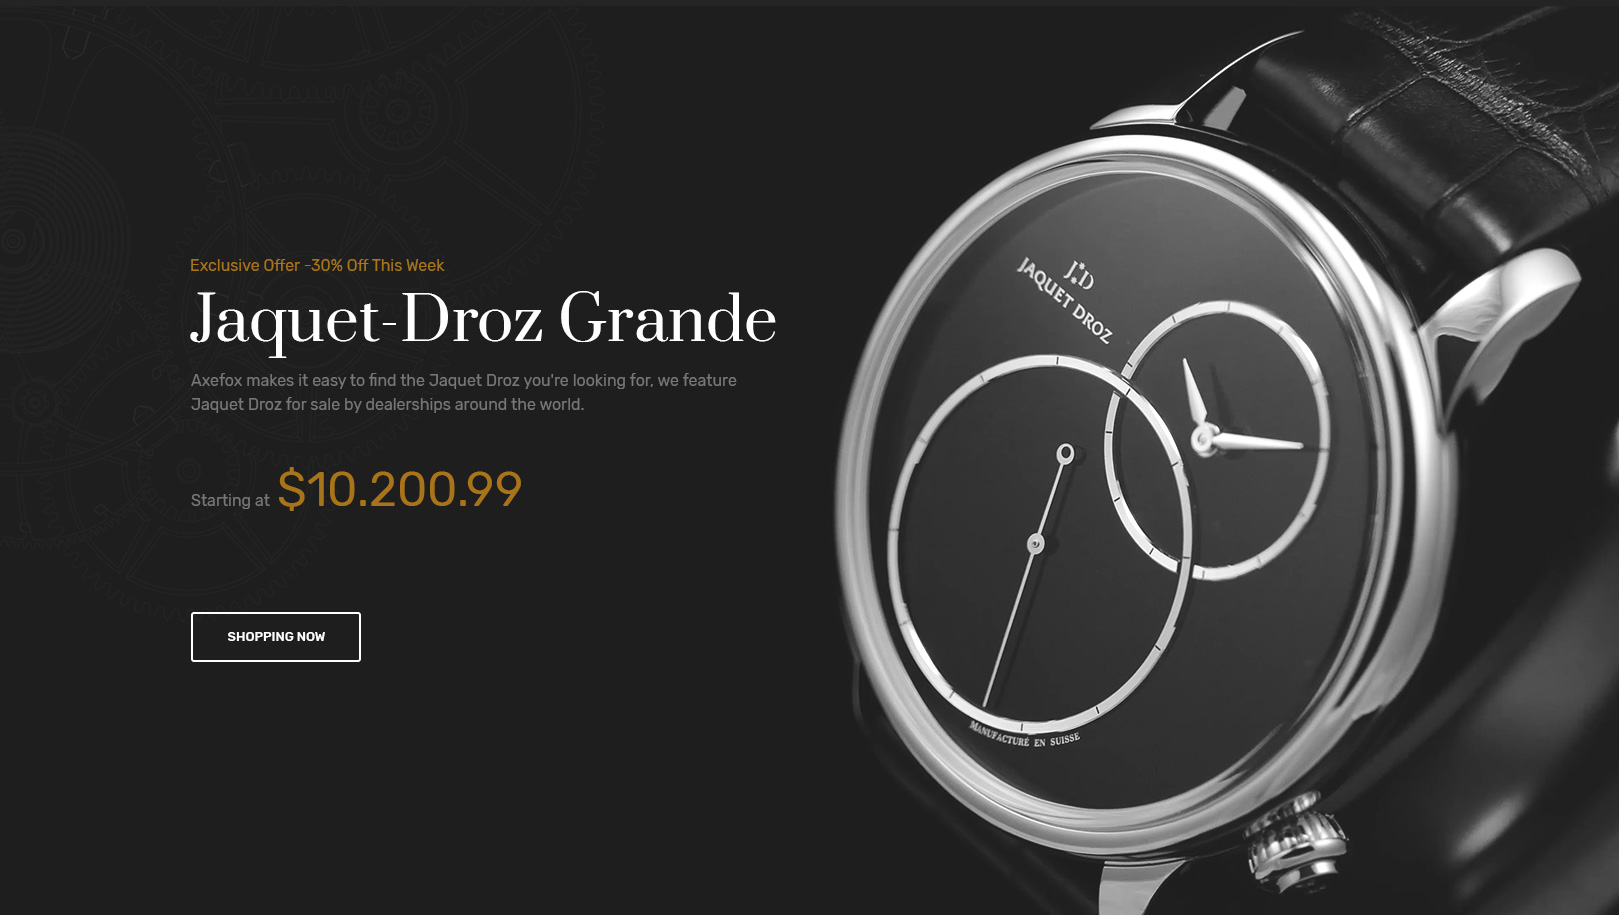 Exclusive Offer -30% Off This Week
Jaquet-Droz Grande
Axefox makes it easy to find the Jaquet Droz you're looking for, we feature
Jaquet Droz for sale by dealerships around the world.
Starting at $10.200.99
SHOPPING NOW
J D
JAQUET DROZ
MANUFACTURÉ EN SUISSE